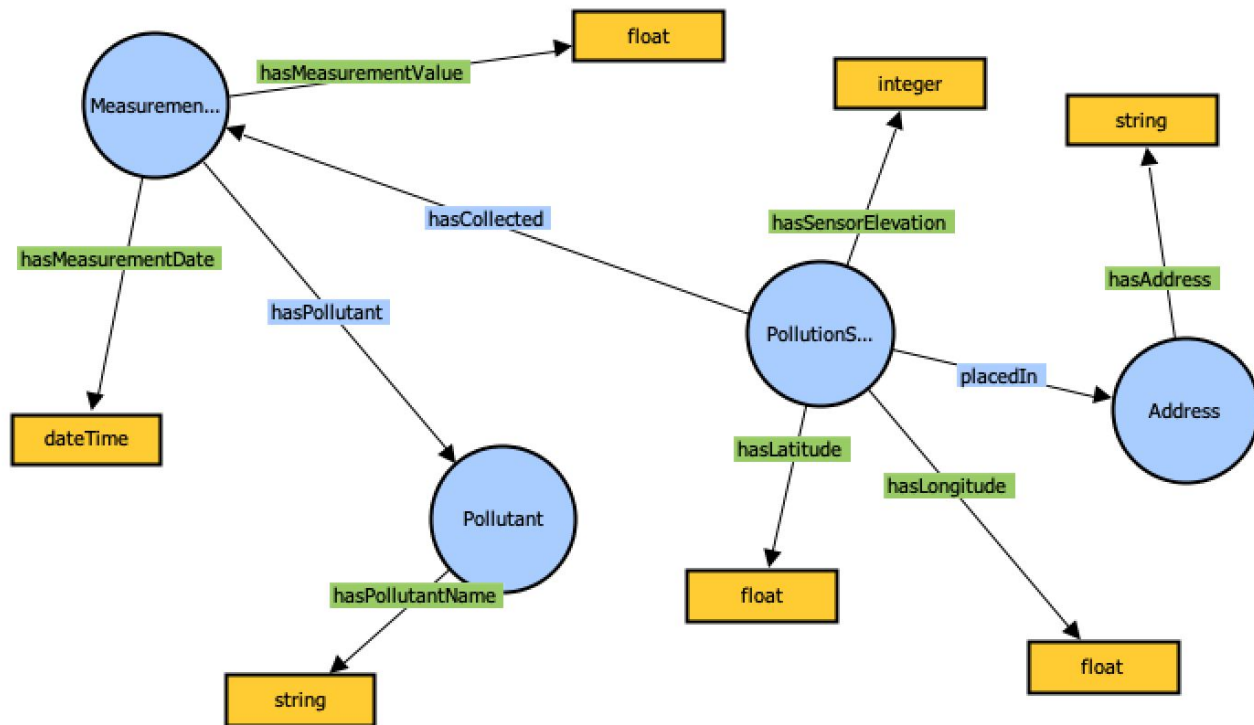 float
hasMeasurementValue
integer
Measuremen...
string
hasCollected
hasSensorElevation
hasMeasurementDate
hasAddress
hasPollutant
PollutionS...
placedIn
Address
dateTime
hasLatitude
hasLongitude
Pollutant
hasPollutantName
float
float
string